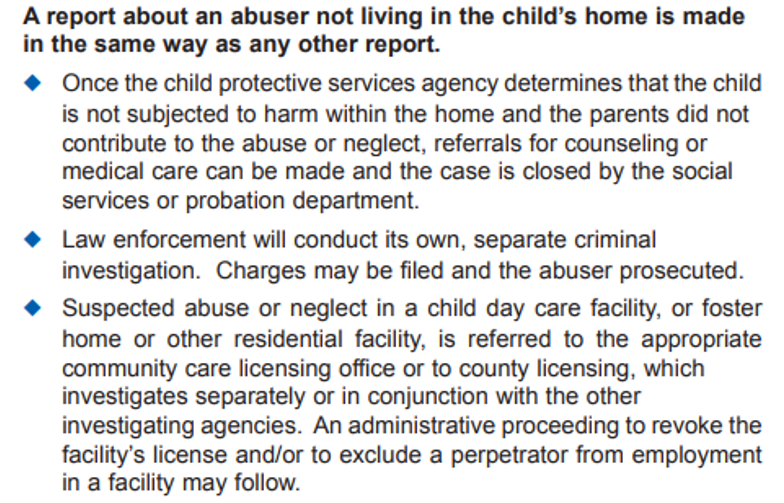 A report about an abuser not living in the child’s home is made
in the same way as any other report.
◆ Once the child protective services agency determines that the child
is not subjected to harm within the home and the parents did not
contribute to the abuse or neglect, referrals for counseling or
medical care can be made and the case is closed by the social
services or probation department.
◆ Law enforcement will conduct its own, separate criminal
investigation.  Charges may be filed and the abuser prosecuted.
◆ Suspected abuse or neglect in a child day care facility, or foster
home or other residential facility, is referred to the appropriate
community care licensing office or to county licensing, which
investigates separately or in conjunction with the other
investigating agencies.  An administrative proceeding to revoke the
facility’s license and/or to exclude a perpetrator from employment
in a facility may follow.